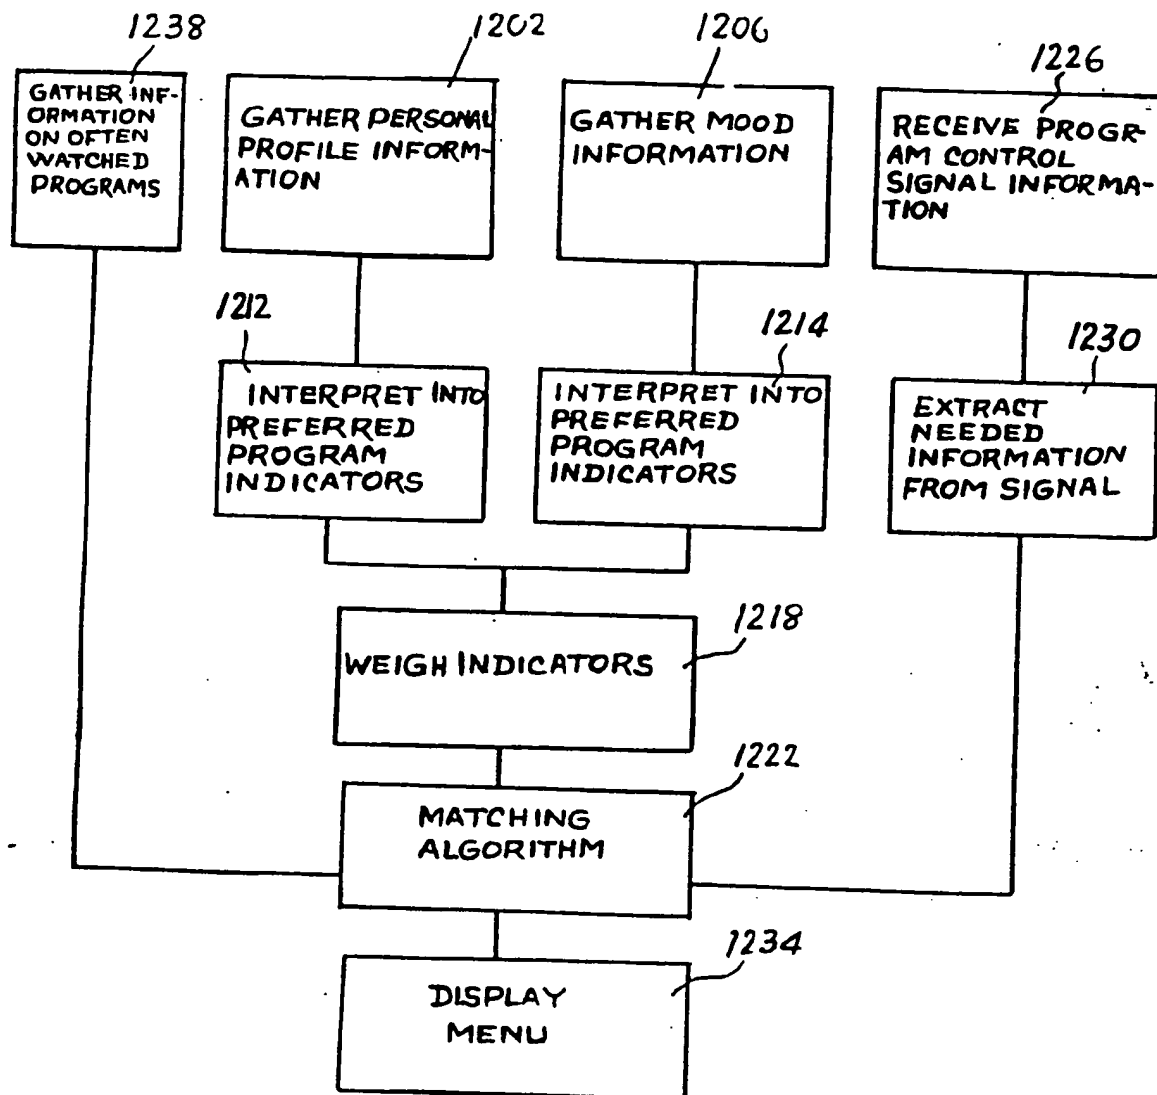 1238
1202
1206
1226
GATHER INF-
ORMATION
ON OFTEN
WATCHED
PROGRAMS
GATHER PERSONAL
PROFILE INFORM-
ATION
GATHER MOOD
INFORMATION
RECEIVE PROGR-
AM CONTROL
SIGNAL INFORMA-
TION
1212
1214
1230
INTERPRET INTO
PREFERRED
PROGRAM
INDICATORS
INTERPRET INTO
PREFERRED
PROGRAM
INDICATORS
EXTRACT
NEEDED
INFORMATION
FROM SIGNAL
1218
WEIGH INDICATORS
1222
MATCHING
ALGORITHM
1234
DISPLAY
MENU